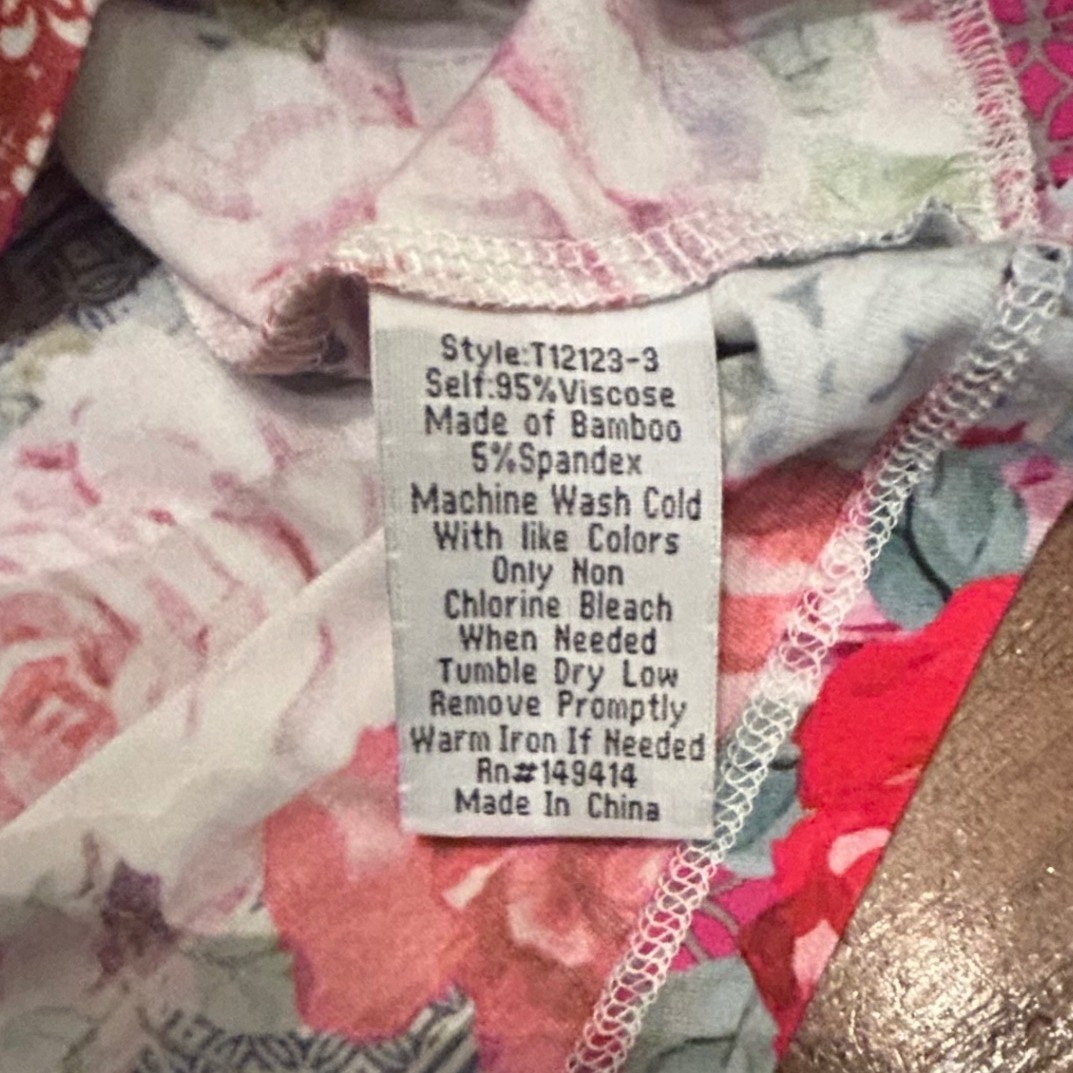 Style:T12123-3
Self:95%Viscose
Made of Bamboo
5%Spandex
Machine Wash Cold
With like Colors
Only Non
Chlorine Bleach
When Needed
Tumble Dry Low
Remove Promptly
Warm Iron If Needed
Rn#149414
Made In China